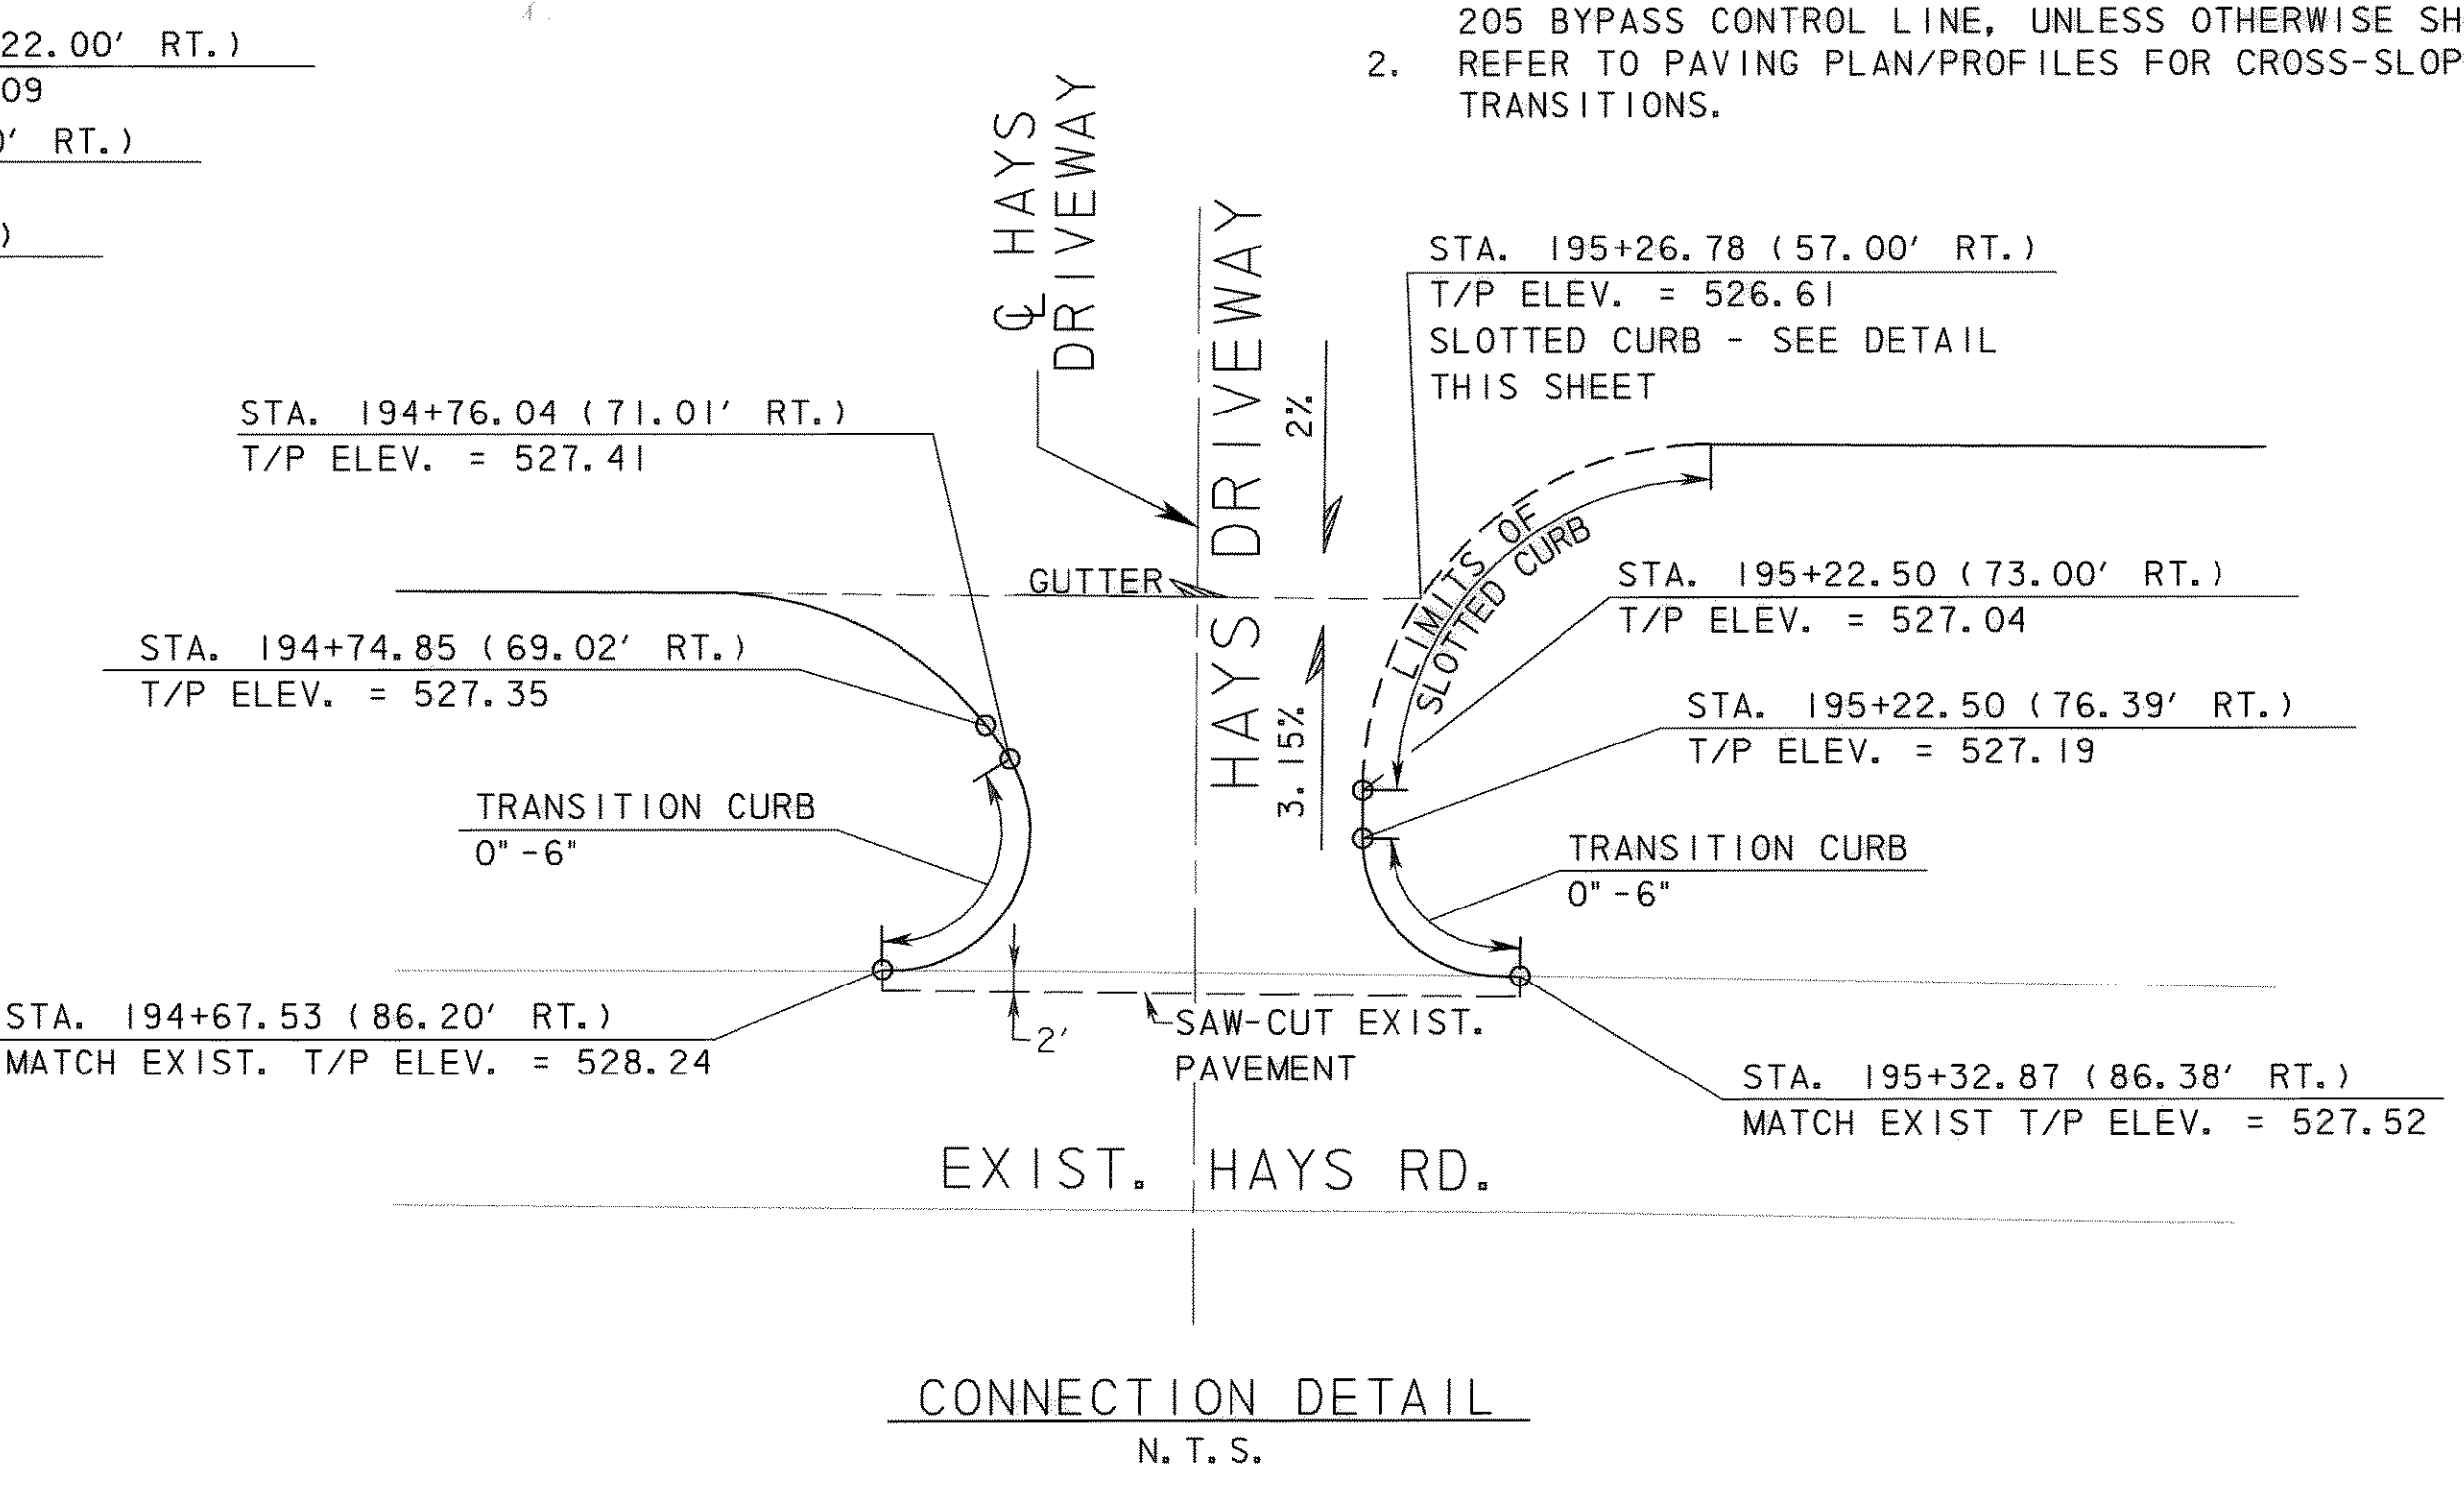 22.00' RT.)
09
0' RT.)
)
205 BYPASS CONTROL LINE, UNLESS OTHERWISE SH
2. REFER TO PAVING PLAN/PROFILES FOR CROSS-SLOP
TRANSITIONS.
℄ HAYS
DRIVEWAY
HAYS DRIVEWAY
2%
3.15%
STA. 195+26.78 (57.00' RT.)
T/P ELEV. = 526.61
SLOTTED CURB - SEE DETAIL
THIS SHEET
STA. 194+76.04 (71.01' RT.)
T/P ELEV. = 527.41
GUTTER
LIMITS OF
SLOTTED CURB
STA. 195+22.50 (73.00' RT.)
T/P ELEV. = 527.04
STA. 194+74.85 (69.02' RT.)
T/P ELEV. = 527.35
STA. 195+22.50 (76.39' RT.)
T/P ELEV. = 527.19
TRANSITION CURB
0"-6"
TRANSITION CURB
0"-6"
STA. 194+67.53 (86.20' RT.)
MATCH EXIST. T/P ELEV. = 528.24
2'
SAW-CUT EXIST.
PAVEMENT
STA. 195+32.87 (86.38' RT.)
MATCH EXIST T/P ELEV. = 527.52
EXIST. HAYS RD.
CONNECTION DETAIL
N.T.S.